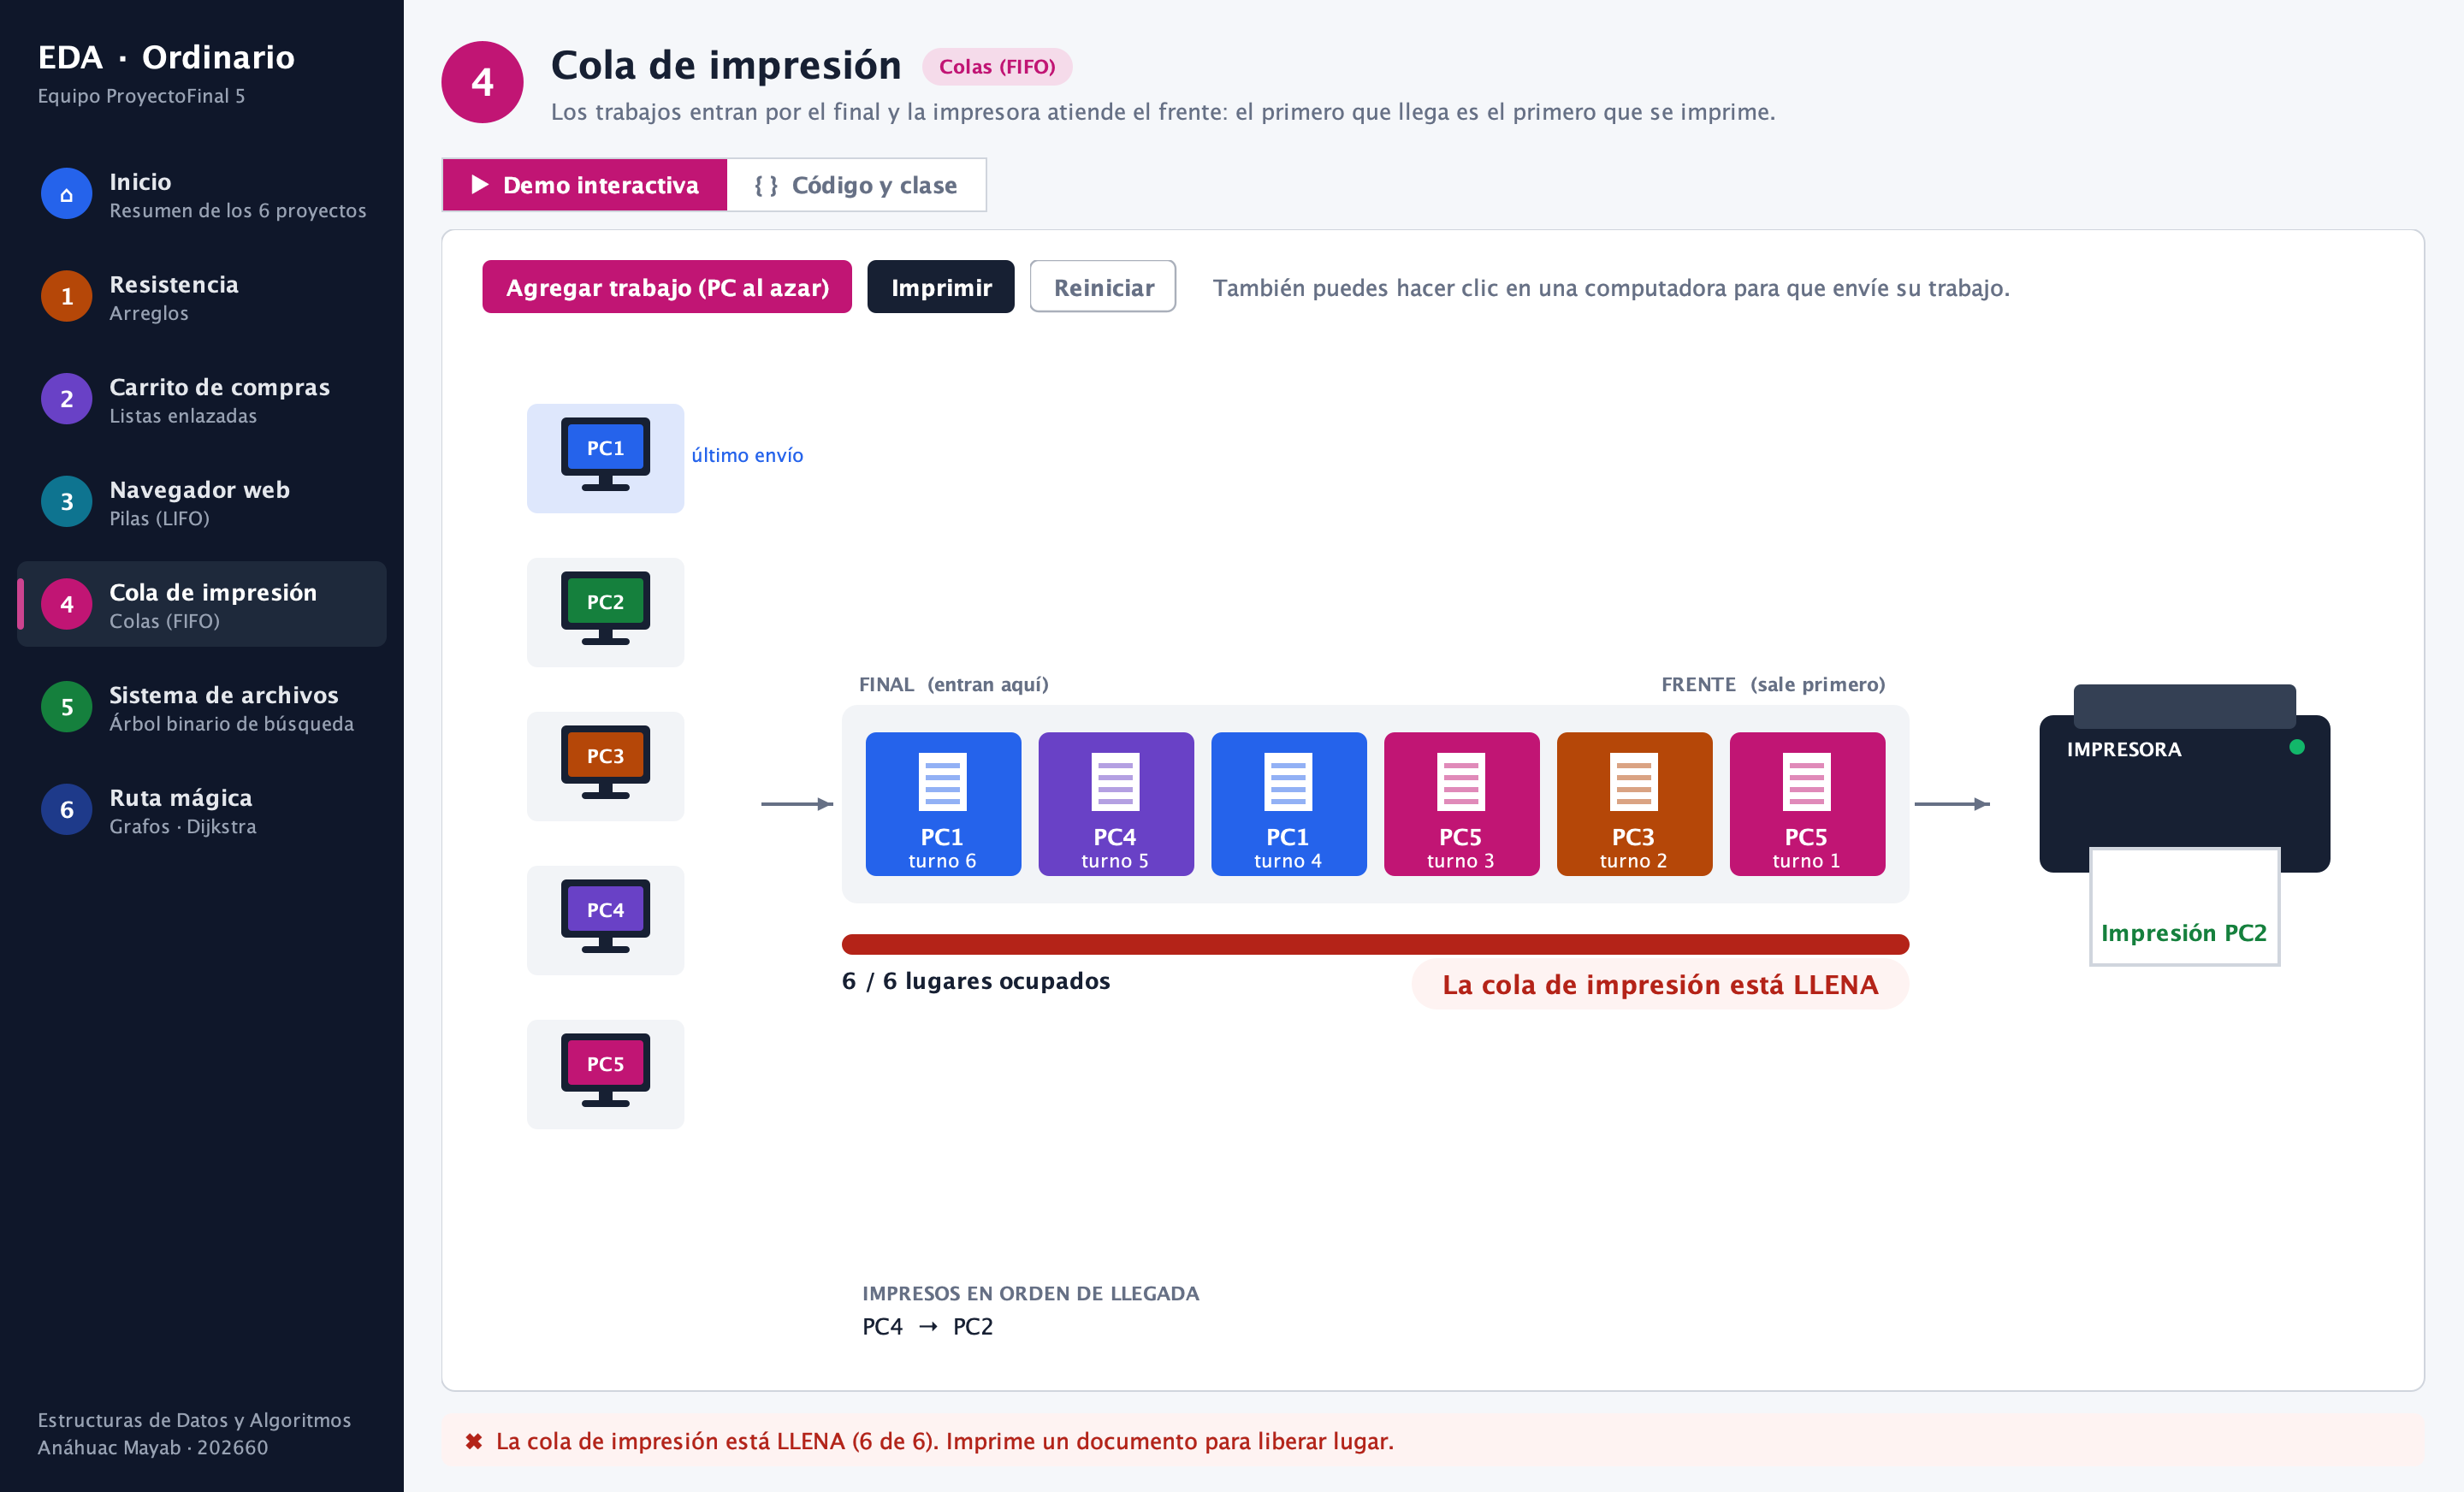 EDA · Ordinario
Equipo ProyectoFinal 5
Inicio
Resumen de los 6 proyectos
1
Resistencia
Arreglos
2
Carrito de compras
Listas enlazadas
3
Navegador web
Pilas (LIFO)
4
Cola de impresión
Colas (FIFO)
5
Sistema de archivos
Árbol binario de búsqueda
6
Ruta mágica
Grafos · Dijkstra
Estructuras de Datos y Algoritmos
Anáhuac Mayab · 202660
4
Cola de impresión Colas (FIFO)
Los trabajos entran por el final y la impresora atiende el frente: el primero que llega es el primero que se imprime.
▶ Demo interactiva { } Código y clase
Agregar trabajo (PC al azar) Imprimir Reiniciar También puedes hacer clic en una computadora para que envíe su trabajo.
PC1
último envío
PC2
PC3
PC4
PC5
FINAL (entran aquí) FRENTE (sale primero)
PC1 PC4 PC1 PC5 PC3 PC5
turno 6 turno 5 turno 4 turno 3 turno 2 turno 1
6 / 6 lugares ocupados La cola de impresión está LLENA
IMPRESORA
Impresión PC2
IMPRESOS EN ORDEN DE LLEGADA
PC4 → PC2
✖ La cola de impresión está LLENA (6 de 6). Imprime un documento para liberar lugar.